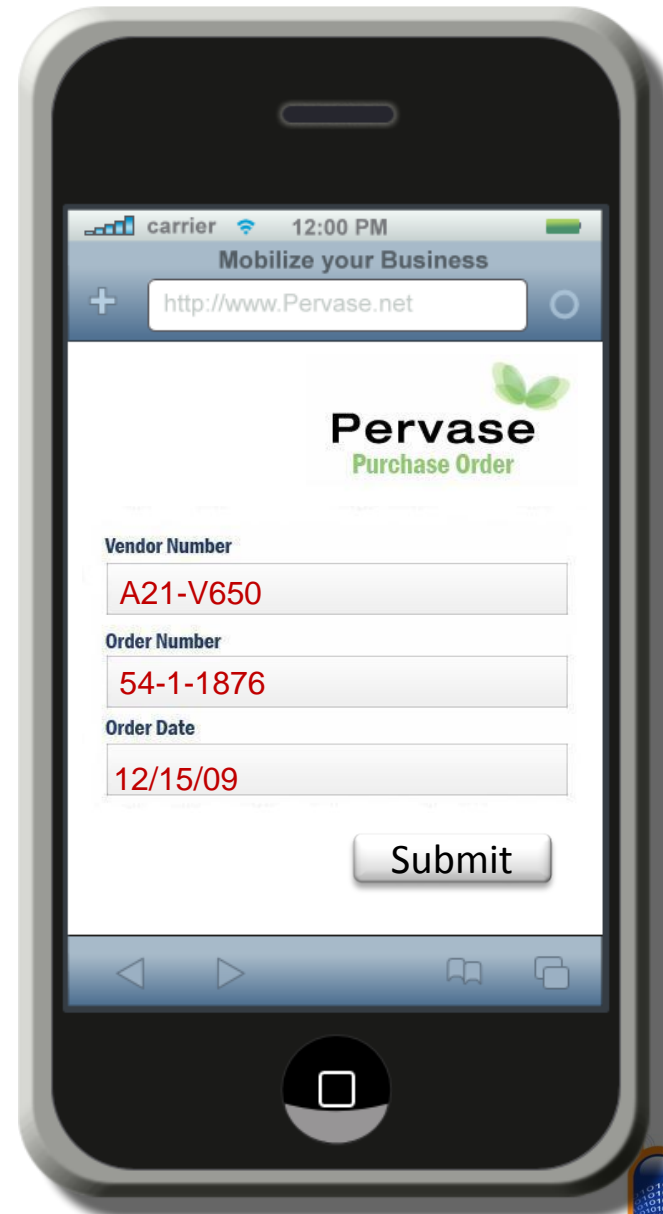 carrier 12:00 PM
Mobilize your Business
http://www.Pervase.net
Pervase
Purchase Order
Vendor Number
A21-V650
Order Number
54-1-1876
Order Date
12/15/09
Submit